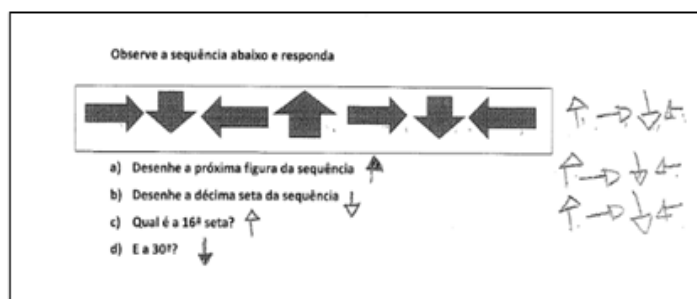 Observe a sequência abaixo e responda
a) Desenhe a próxima figura da sequência
b) Desenhe a décima seta da sequência
c) Qual é a 16ª seta?
d) E a 30ª?